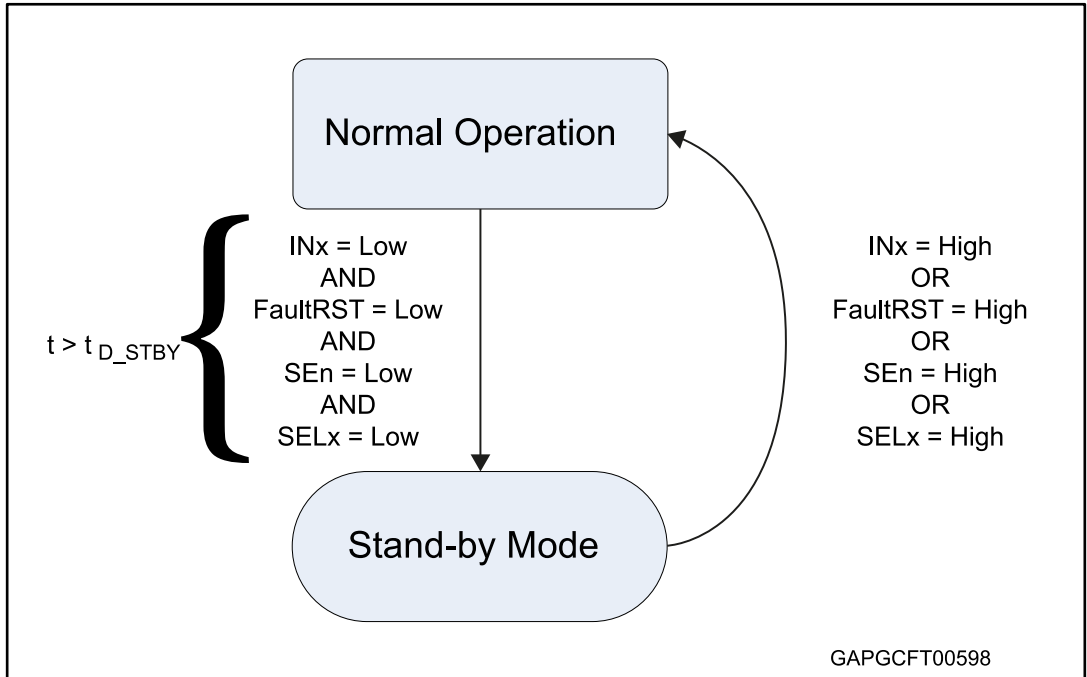 Normal Operation
t > t D_STBY
INx = Low
AND
FaultRST = Low
AND
SEn = Low
AND
SELx = Low
INx = High
OR
FaultRST = High
OR
SEn = High
OR
SELx = High
Stand-by Mode
GAPGCFT00598